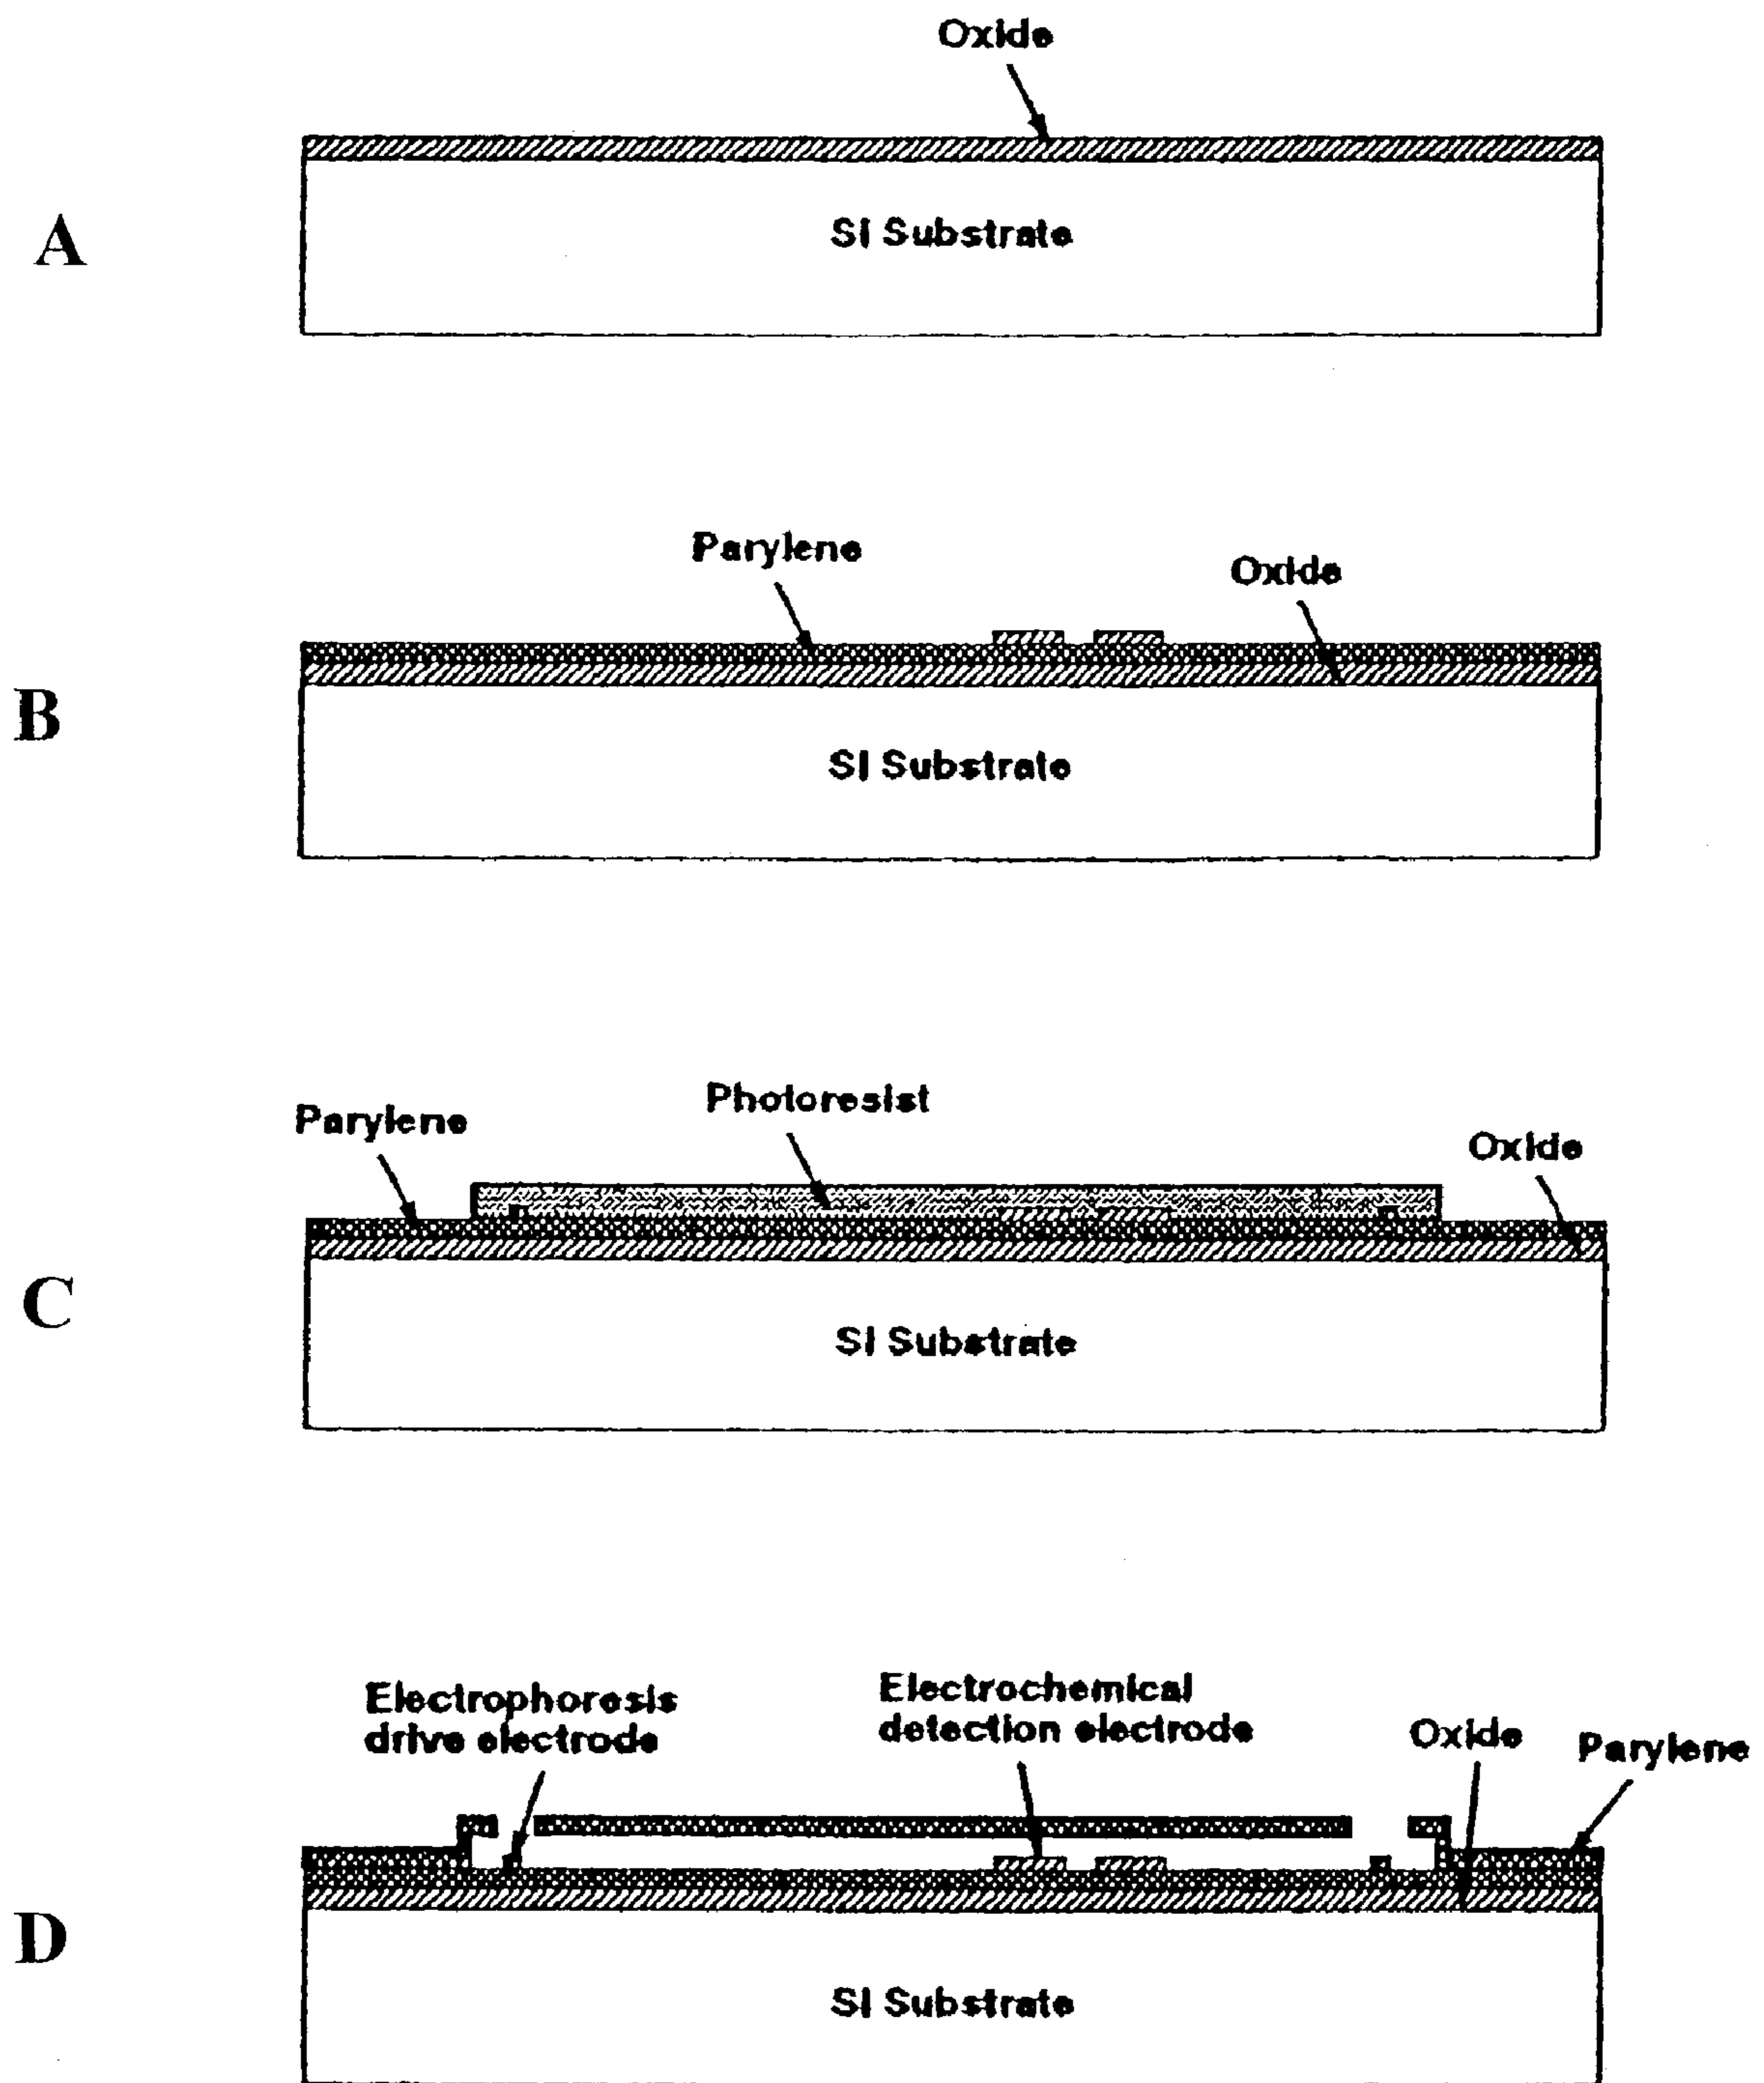 Oxide
A
Si Substrate
Parylene
Oxide
B
Si Substrate
Photoresist
Parylene
Oxide
C
Si Substrate
Electrophoresis
drive electrode
Electrochemical
detection electrode
Oxide
Parylene
D
Si Substrate